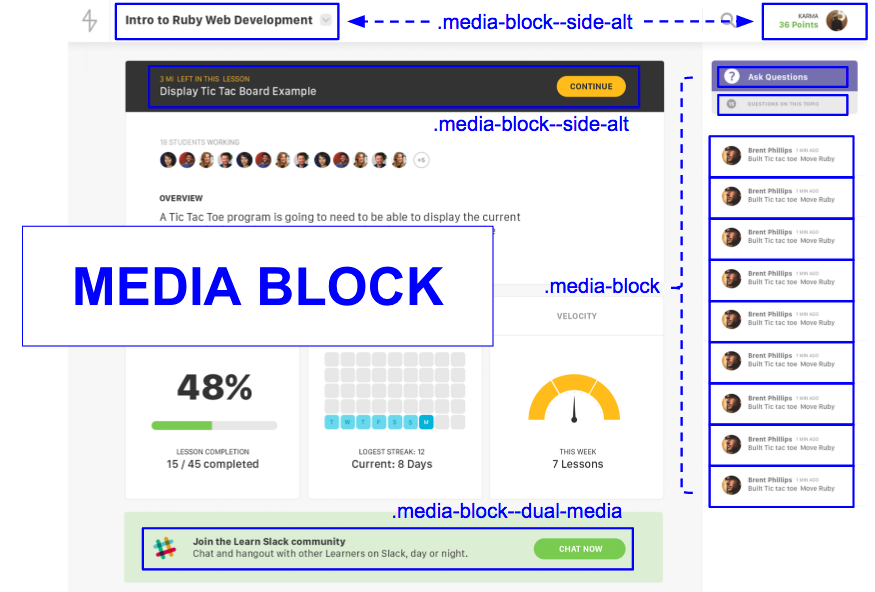 Intro to Ruby Web Development
.media-block--side-alt
KARMA
36 Points
3 MI LEFT IN THIS LESSON
Display Tic Tac Board Example
CONTINUE
.media-block--side-alt
18 STUDENTS WORKING
+5
OVERVIEW
A Tic Tac Toe program is going to need to be able to display the current
MEDIA BLOCK
VELOCITY
48%
LESSON COMPLETION
15 / 45 completed
T W T F S S M
LOGEST STREAK: 12
Current: 8 Days
THIS WEEK
7 Lessons
.media-block--dual-media
Join the Learn Slack community
Chat and hangout with other Learners on Slack, day or night.
CHAT NOW
.media-block
? Ask Questions
QUESTIONS ON THIS TOPIC
Brent Phillips 1 MIN AGO
Built Tic tac toe Move Ruby
Brent Phillips 1 MIN AGO
Built Tic tac toe Move Ruby
Brent Phillips 1 MIN AGO
Built Tic tac toe Move Ruby
Brent Phillips 1 MIN AGO
Built Tic tac toe Move Ruby
Brent Phillips 1 MIN AGO
Built Tic tac toe Move Ruby
Brent Phillips 1 MIN AGO
Built Tic tac toe Move Ruby
Brent Phillips 1 MIN AGO
Built Tic tac toe Move Ruby
Brent Phillips 1 MIN AGO
Built Tic tac toe Move Ruby
Brent Phillips 1 MIN AGO
Built Tic tac toe Move Ruby